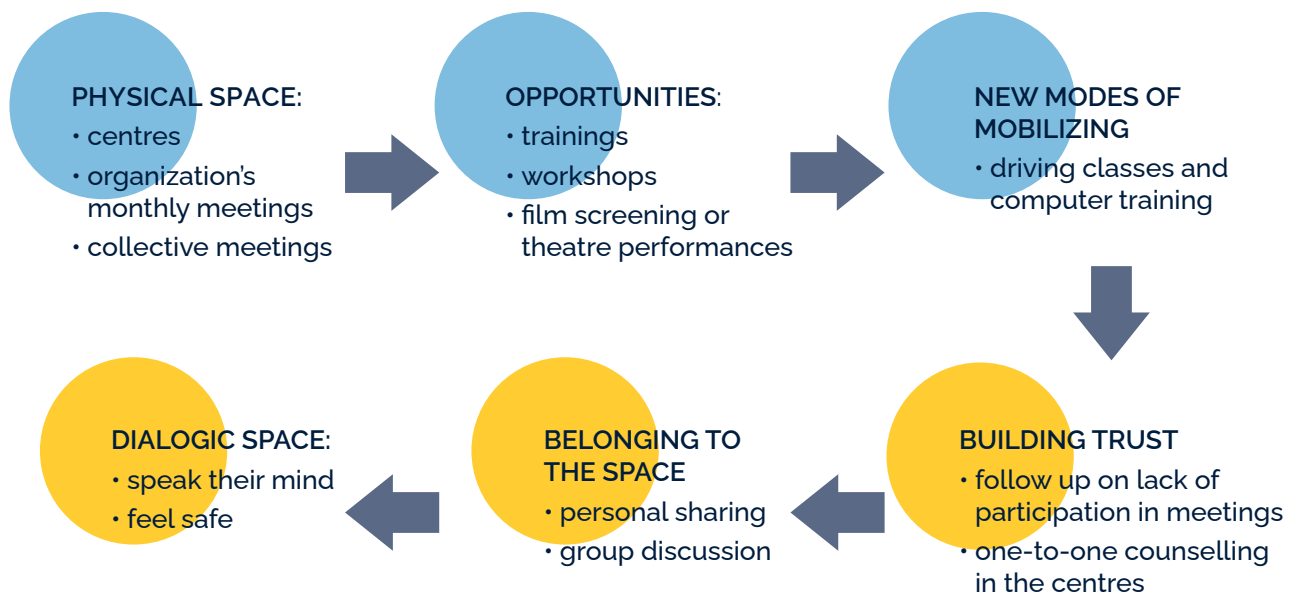 PHYSICAL SPACE:
• centres
• organization's
monthly meetings
• collective meetings
OPPORTUNITIES:
• trainings
• workshops
• film screening or
theatre performances
NEW MODES OF
MOBILIZING
• driving classes and
computer training
BUILDING TRUST
• follow up on lack of
participation in meetings
• one-to-one counselling
in the centres
BELONGING TO
THE SPACE
• personal sharing
• group discussion
DIALOGIC SPACE:
• speak their mind
• feel safe